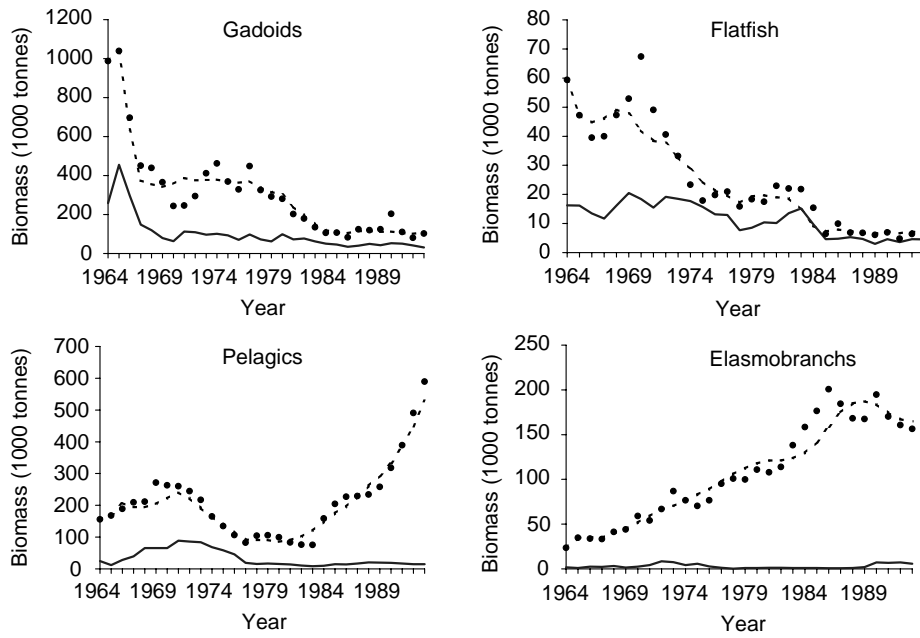 Gadoids
Biomass (1000 tonnes)
1200
1000
800
600
400
200
0
1964 1969 1974 1979 1984 1989
Year
Flatfish
Biomass (1000 tonnes)
80
70
60
50
40
30
20
10
0
1964 1969 1974 1979 1984 1989
Year
Pelagics
Biomass (1000 tonnes)
700
600
500
400
300
200
100
0
1964 1969 1974 1979 1984 1989
Year
Elasmobranchs
Biomass (1000 tonnes)
250
200
150
100
50
0
1964 1969 1974 1979 1984 1989
Year